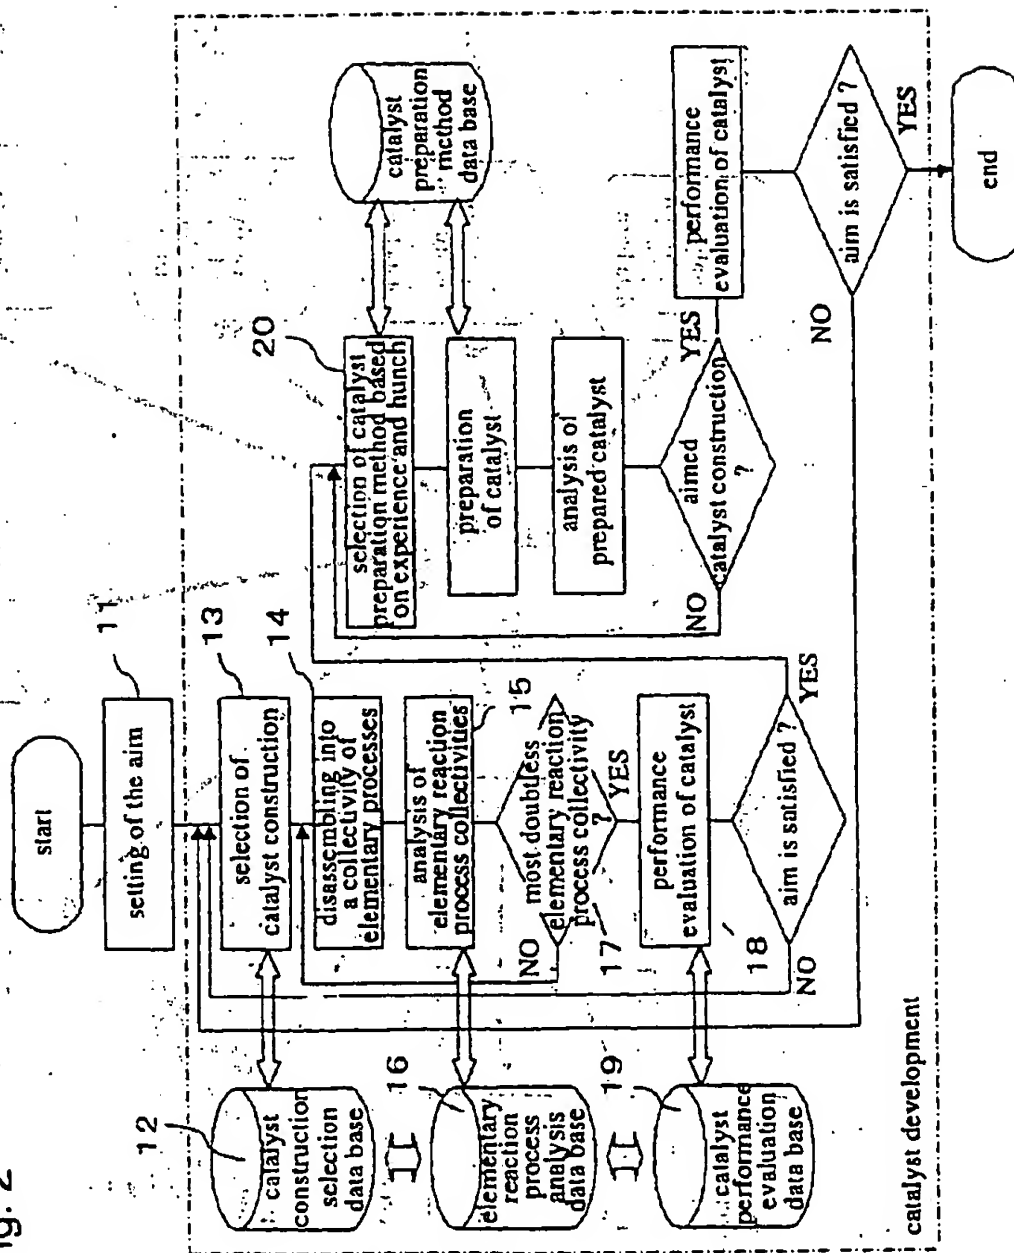 Fig. 2
start
setting of the aim
11
12
catalyst
construction
selection
data base
selection of
catalyst construction
13
disassembling into
a collectivity of
elementary processes
14
16
elementary
reaction
process
analysis
data base
analysis of
elementary reaction
process collectivities
15
most doubtless
elementary reaction
process collectivity
?
NO
YES
17
19
catalyst
performance
evaluation
data base
performance
evaluation of catalyst
18
aim is satisfied ?
NO
YES
20
selection of catalyst
preparation method based
on experience and hunch
catalyst
preparation
method
data base
preparation
of catalyst
analysis of
prepared catalyst
aimed
catalyst construction
?
NO
YES
performance
evaluation of catalyst
aim is satisfied ?
NO
YES
end
catalyst development